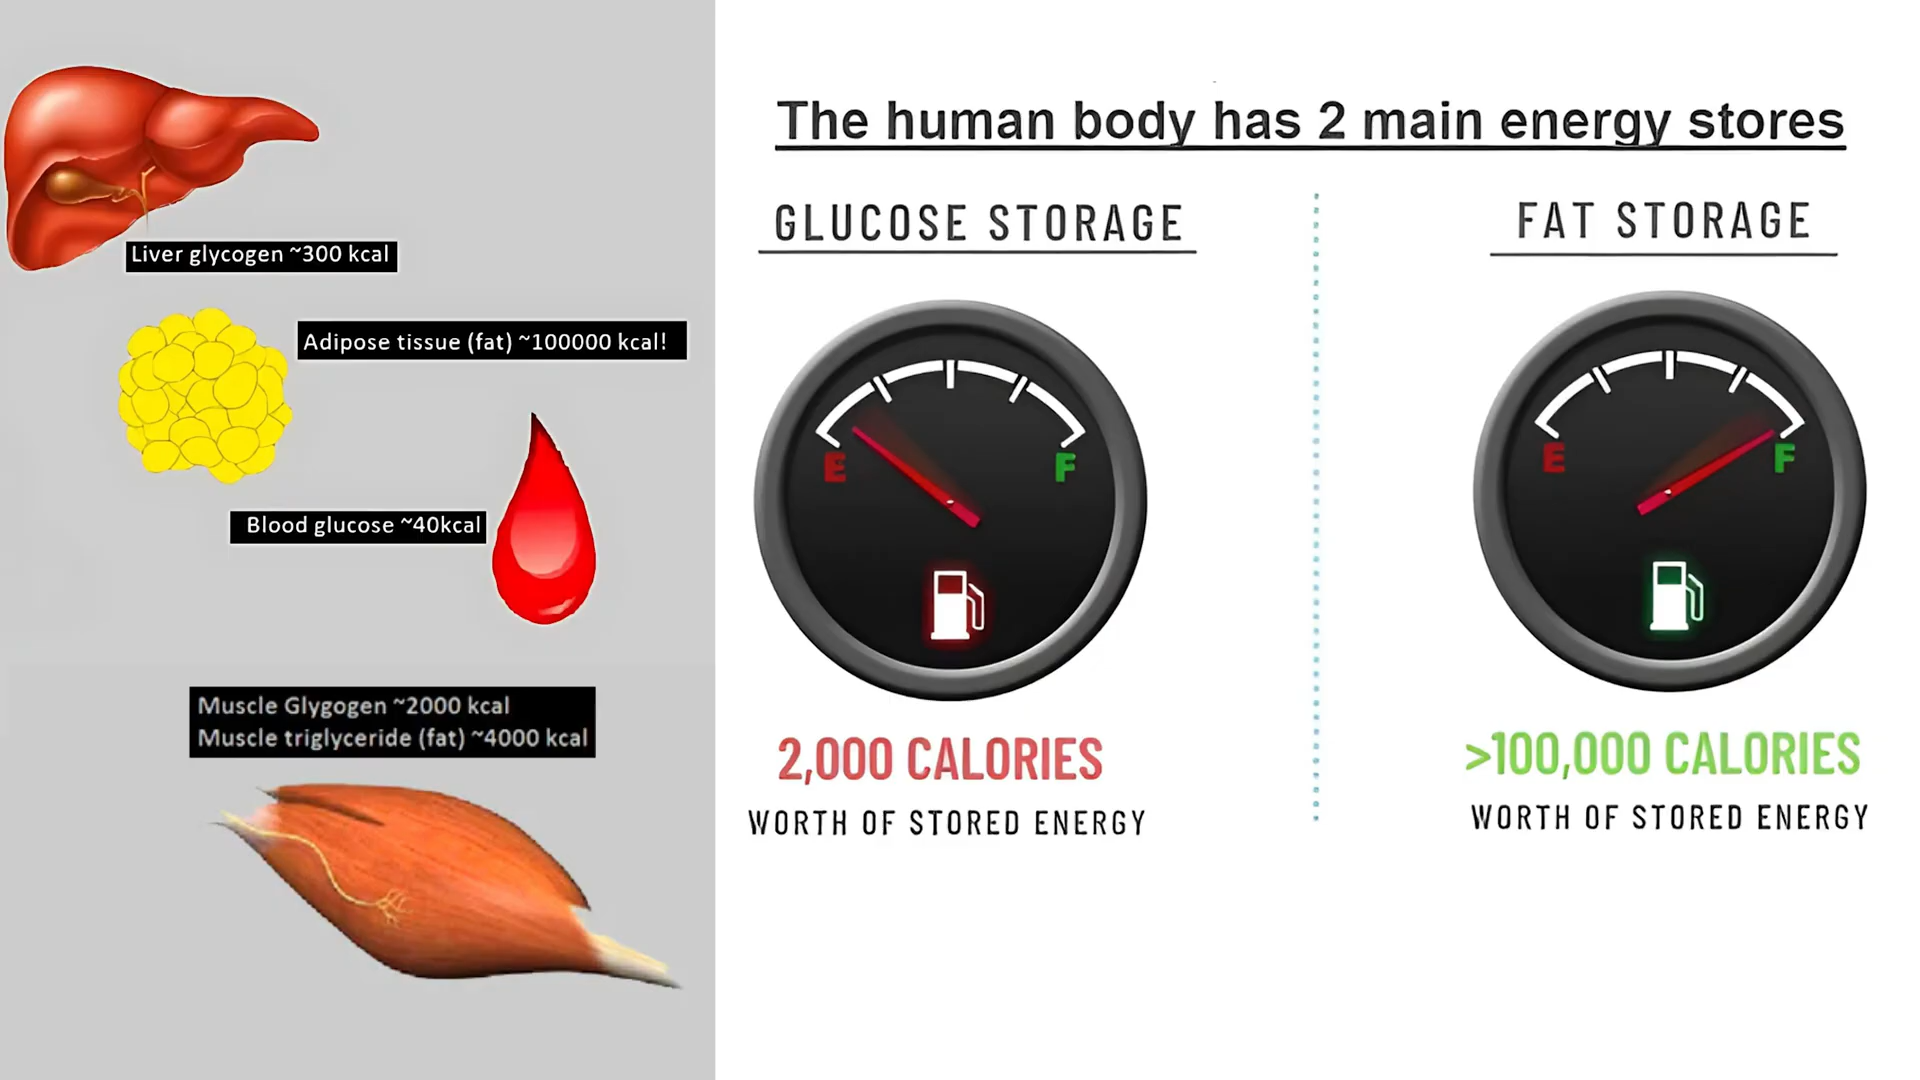 Liver glycogen ~300 kcal
Adipose tissue (fat) ~100000 kcal!
Blood glucose ~40kcal
Muscle Glygogen ~2000 kcal
Muscle triglyceride (fat) ~4000 kcal
The human body has 2 main energy stores
GLUCOSE STORAGE
E F
2,000 CALORIES
WORTH OF STORED ENERGY
FAT STORAGE
E F
>100,000 CALORIES
WORTH OF STORED ENERGY